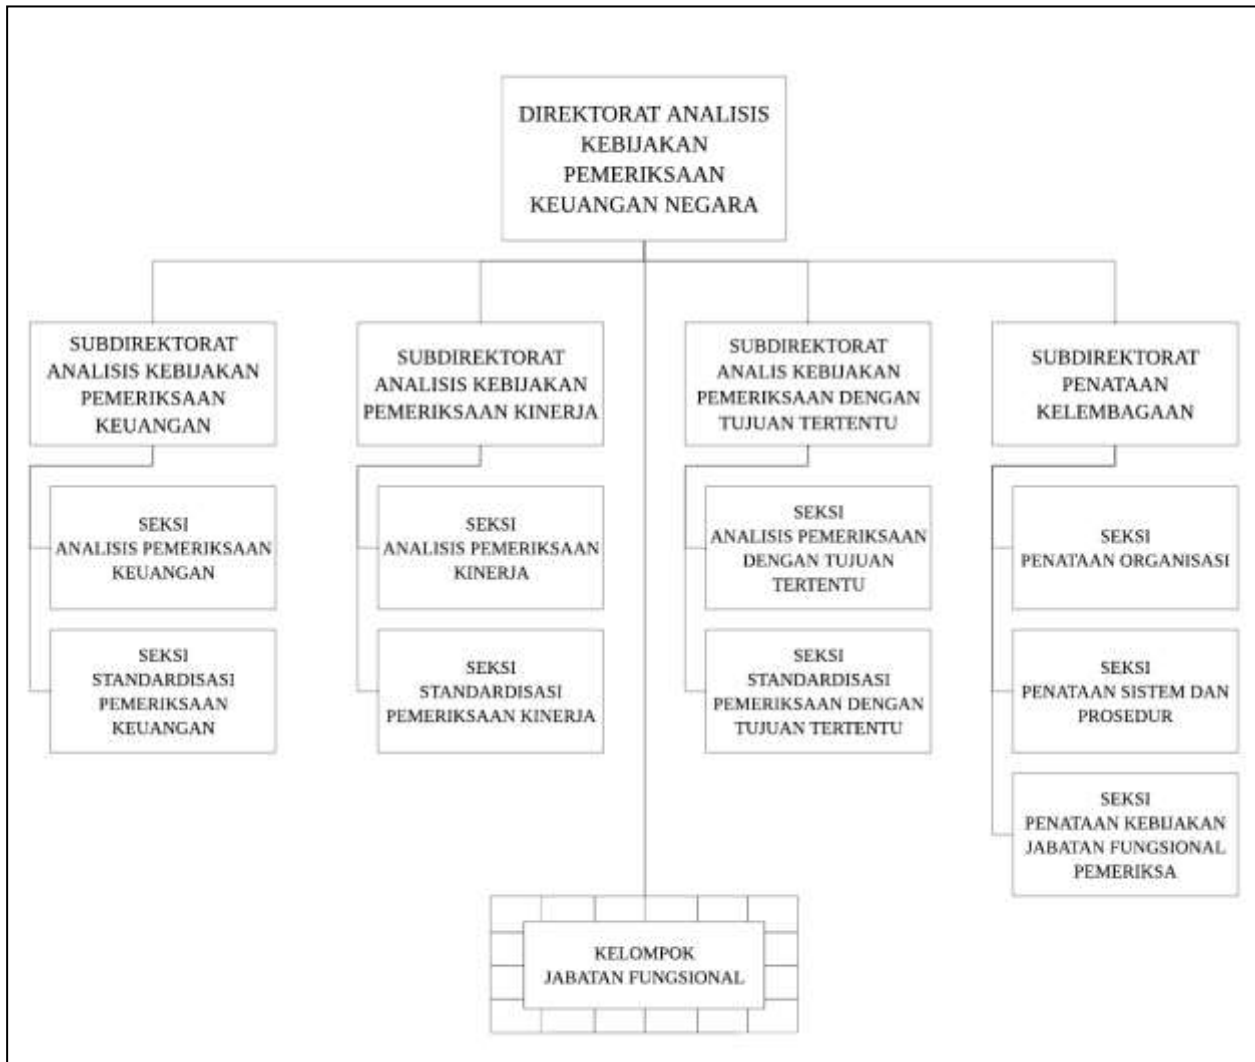 DIREKTORAT ANALISIS
KEBIJAKAN
PEMERIKSAAN
KEUANGAN NEGARA
SUBDIREKTORAT
ANALISIS KEBIJAKAN
PEMERIKSAAN
KEUANGAN
SUBDIREKTORAT
ANALISIS KEBIJAKAN
PEMERIKSAAN KINERJA
SUBDIREKTORAT
ANALIS KEBIJAKAN
PEMERIKSAAN DENGAN
TUJUAN TERTENTU
SUBDIREKTORAT
PENATAAN
KELEMBAGAAN
SEKSI
ANALISIS PEMERIKSAAN
KEUANGAN
SEKSI
ANALISIS PEMERIKSAAN
KINERJA
SEKSI
ANALISIS PEMERIKSAAN
DENGAN TUJUAN
TERTENTU
SEKSI
PENATAAN ORGANISASI
SEKSI
STANDARDISASI
PEMERIKSAAN
KEUANGAN
SEKSI
STANDARDISASI
PEMERIKSAAN KINERJA
SEKSI
STANDARDISASI
PEMERIKSAAN DENGAN
TUJUAN TERTENTU
SEKSI
PENATAAN SISTEM DAN
PROSEDUR
SEKSI
PENATAAN KEBIJAKAN
JABATAN FUNGSIONAL
PEMERIKSA
KELOMPOK
JABATAN FUNGSIONAL